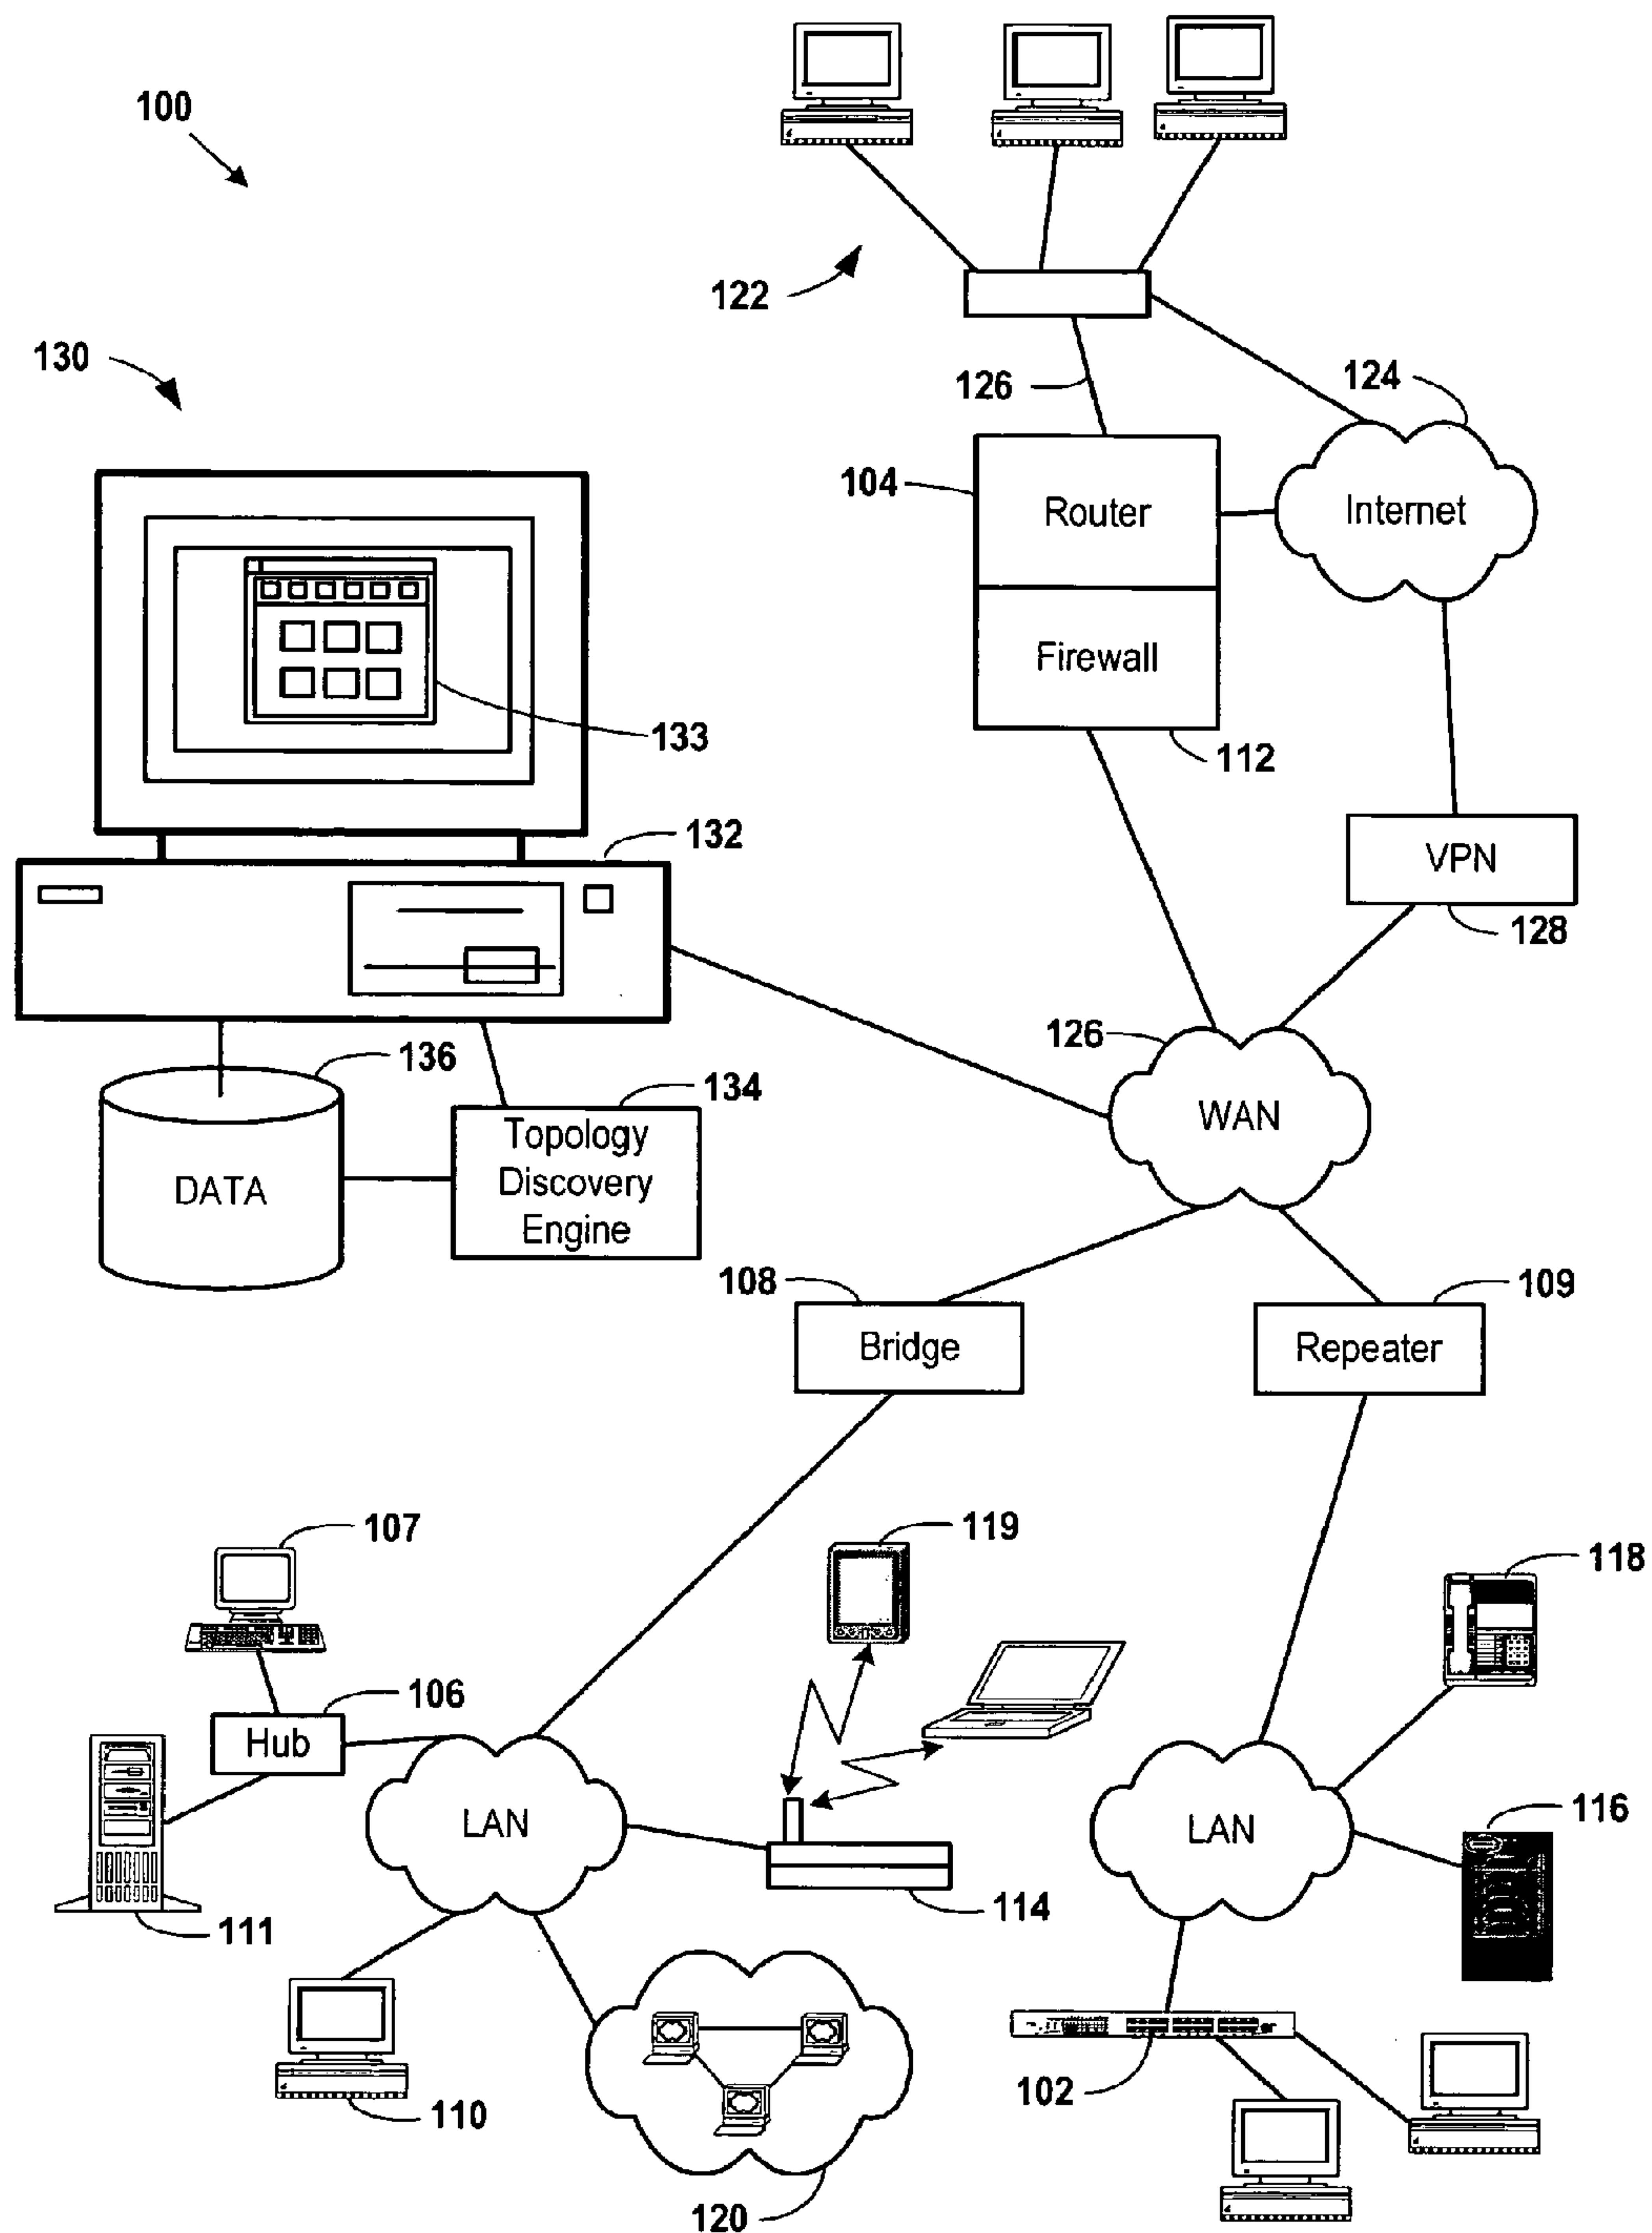 100
122
130
126
124
104
Router
Internet
Firewall
133
112
132
VPN
128
136
126
134
WAN
Topology
Discovery
Engine
DATA
108
109
Bridge
Repeater
107
119
118
106
Hub
LAN
LAN
116
111
114
102
110
120